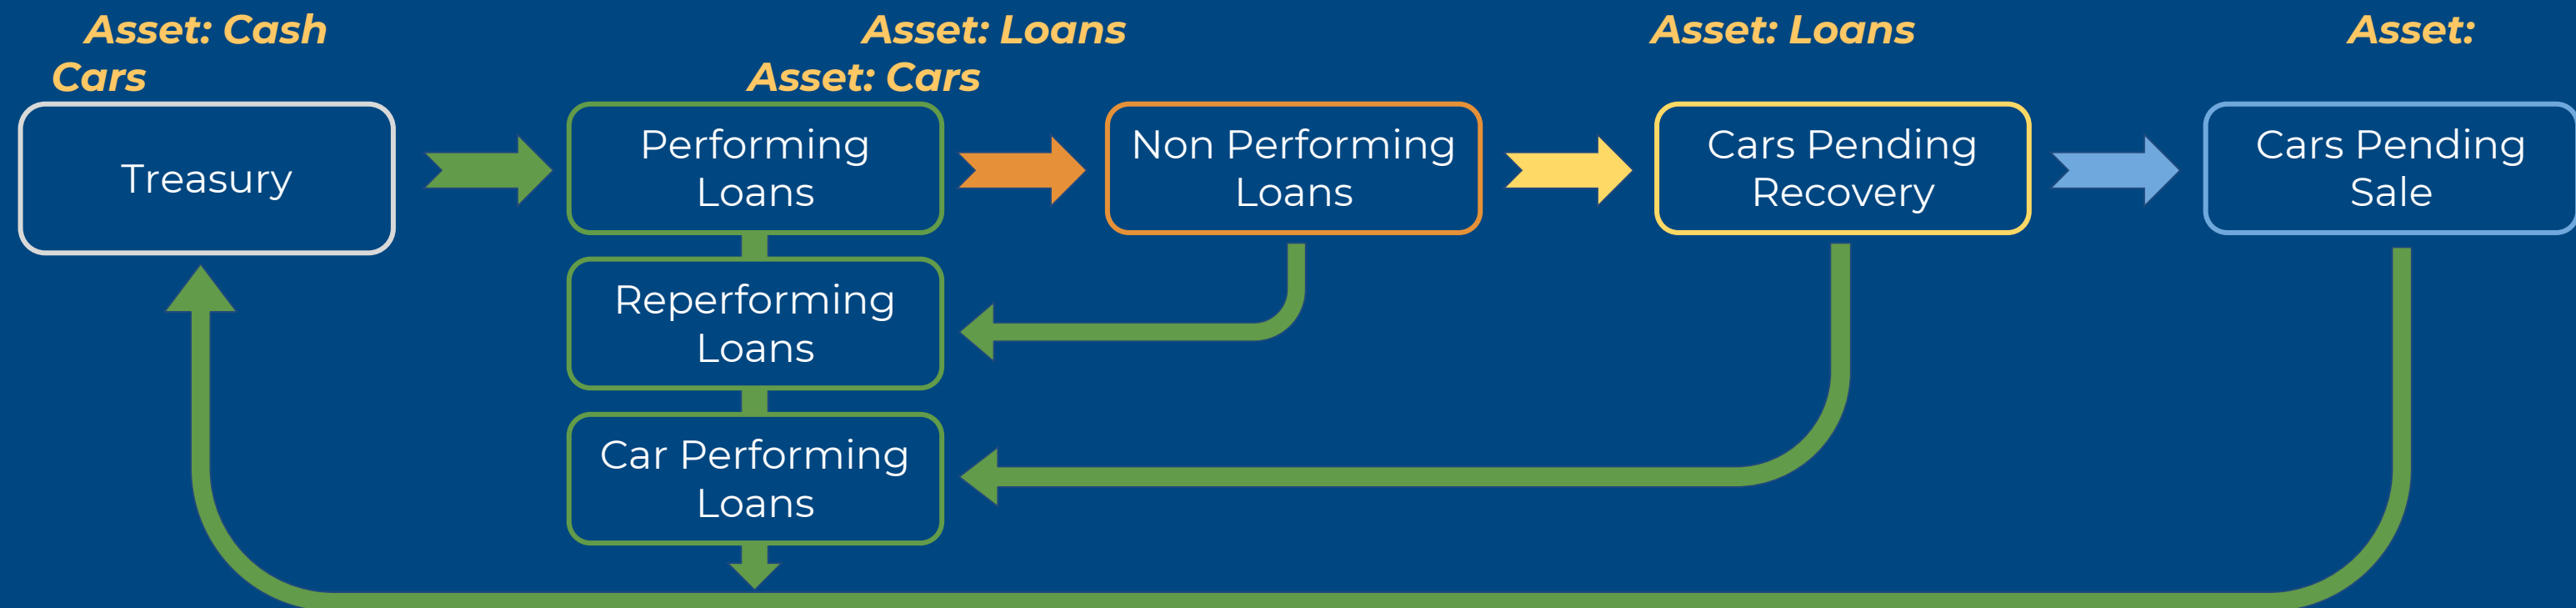 Asset: Cash Asset: Loans Asset: Loans Asset:
Cars Asset: Cars
Treasury
Performing
Loans
Non Performing
Loans
Cars Pending
Recovery
Cars Pending
Sale
Reperforming
Loans
Car Performing
Loans